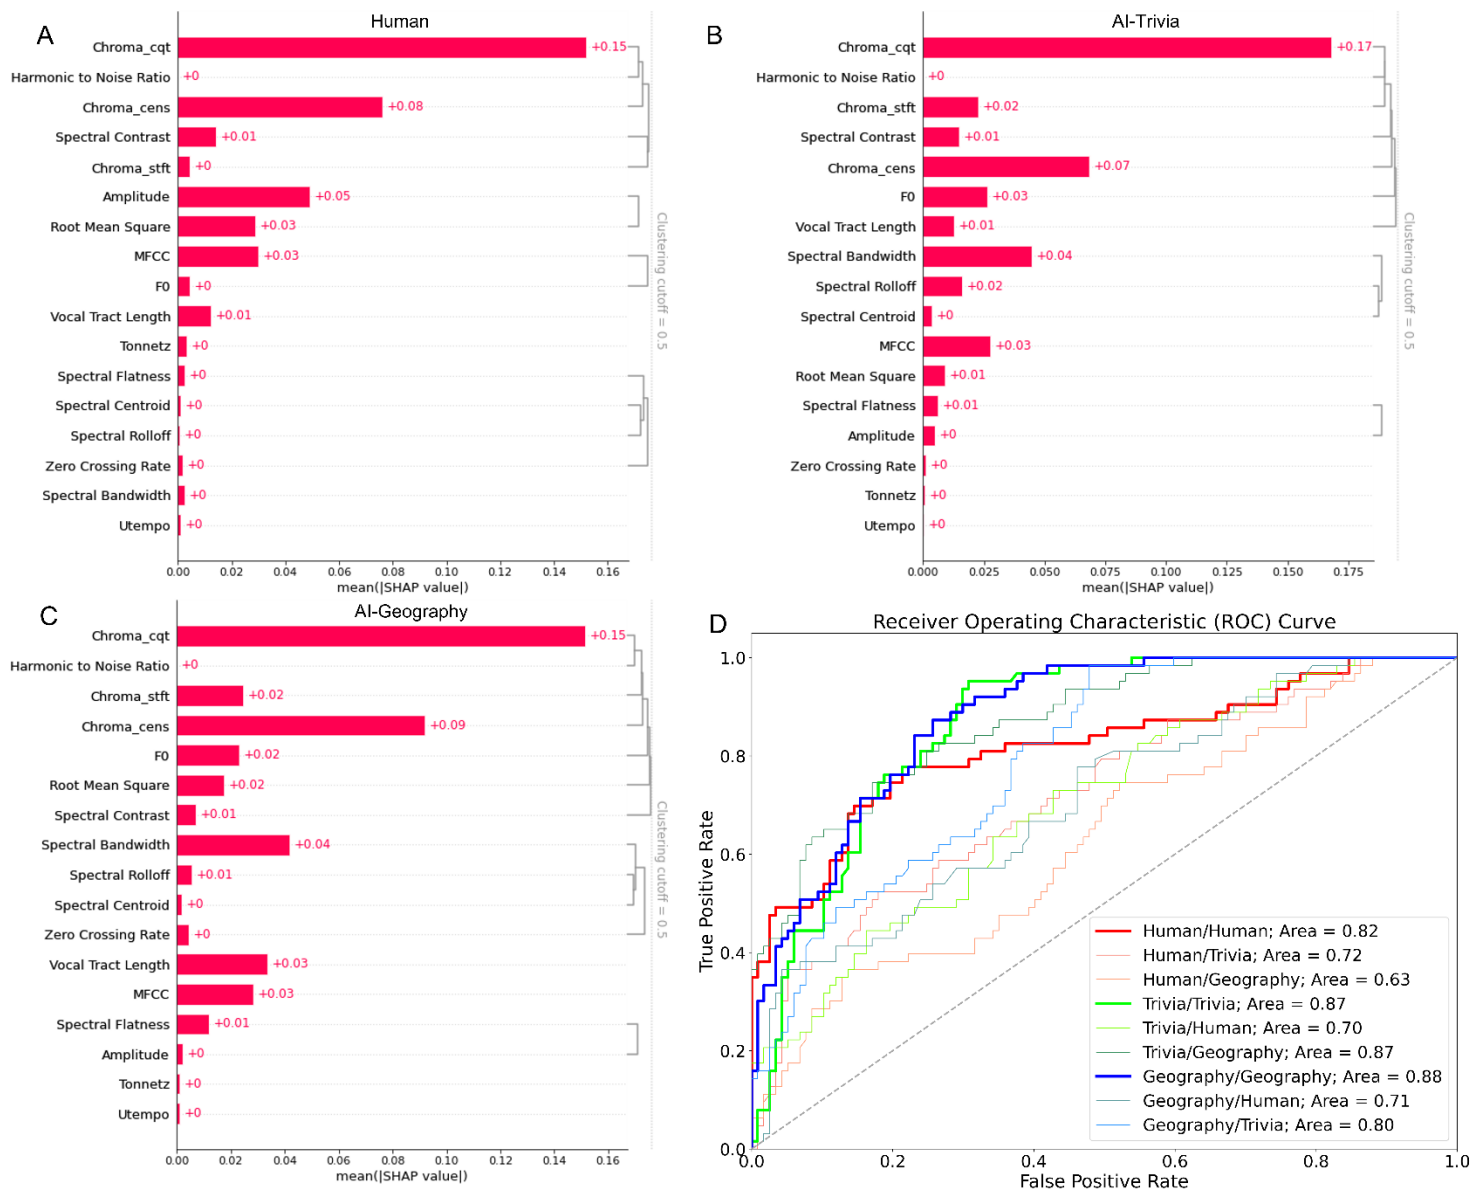 A
Human
Chroma_cqt +0.15
Harmonic to Noise Ratio +0
Chroma_cens +0.08
Spectral Contrast +0.01
Chroma_stft +0
Amplitude +0.05
Root Mean Square +0.03
MFCC +0.03
F0 +0
Vocal Tract Length +0.01
Tonnetz +0
Spectral Flatness +0
Spectral Centroid +0
Spectral Rolloff +0
Zero Crossing Rate +0
Spectral Bandwidth +0
Utempo +0
0.00 0.02 0.04 0.06 0.08 0.10 0.12 0.14 0.16
mean(|SHAP value|)
Clustering cutoff = 0.5
B
AI-Trivia
Chroma_cqt +0.17
Harmonic to Noise Ratio +0
Chroma_stft +0.02
Spectral Contrast +0.01
Chroma_cens +0.07
F0 +0.03
Vocal Tract Length +0.01
Spectral Bandwidth +0.04
Spectral Rolloff +0.02
Spectral Centroid +0
MFCC +0.03
Root Mean Square +0.01
Spectral Flatness +0.01
Amplitude +0
Zero Crossing Rate +0
Tonnetz +0
Utempo +0
0.000 0.025 0.050 0.075 0.100 0.125 0.150 0.175
mean(|SHAP value|)
Clustering cutoff = 0.5
C
AI-Geography
Chroma_cqt +0.15
Harmonic to Noise Ratio +0
Chroma_stft +0.02
Chroma_cens +0.09
F0 +0.02
Root Mean Square +0.02
Spectral Contrast +0.01
Spectral Bandwidth +0.04
Spectral Rolloff +0.01
Spectral Centroid +0
Zero Crossing Rate +0
Vocal Tract Length +0.03
MFCC +0.03
Spectral Flatness +0.01
Amplitude +0
Tonnetz +0
Utempo +0
0.00 0.02 0.04 0.06 0.08 0.10 0.12 0.14 0.16
mean(|SHAP value|)
Clustering cutoff = 0.5
D
Receiver Operating Characteristic (ROC) Curve
True Positive Rate
1.0
0.8
0.6
0.4
0.2
0.0
Human/Human; Area = 0.82
Human/Trivia; Area = 0.72
Human/Geography; Area = 0.63
Trivia/Trivia; Area = 0.87
Trivia/Human; Area = 0.70
Trivia/Geography; Area = 0.87
Geography/Geography; Area = 0.88
Geography/Human; Area = 0.71
Geography/Trivia; Area = 0.80
0.0 0.2 0.4 0.6 0.8 1.0
False Positive Rate